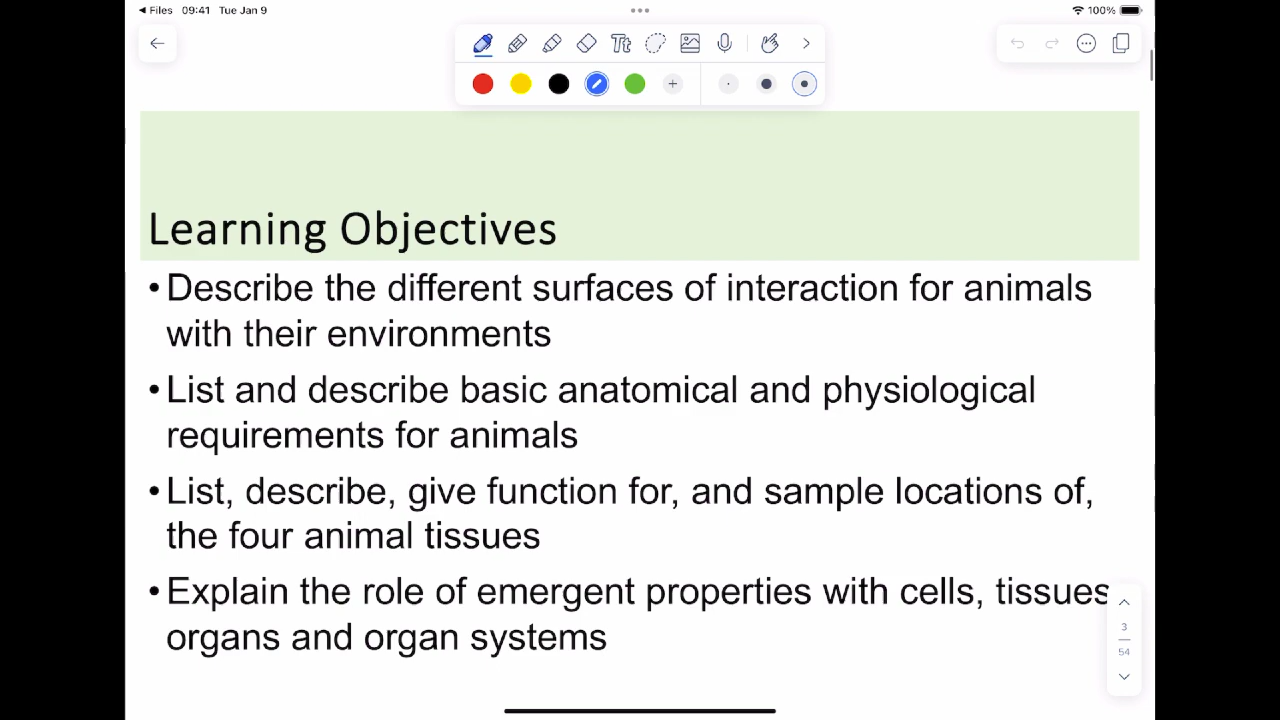 Files 09:41 Tue Jan 9
100%
Tt
Learning Objectives
•Describe the different surfaces of interaction for animals
with their environments
•List and describe basic anatomical and physiological
requirements for animals
•List, describe, give function for, and sample locations of,
the four animal tissues
•Explain the role of emergent properties with cells, tissues
organs and organ systems
3
54